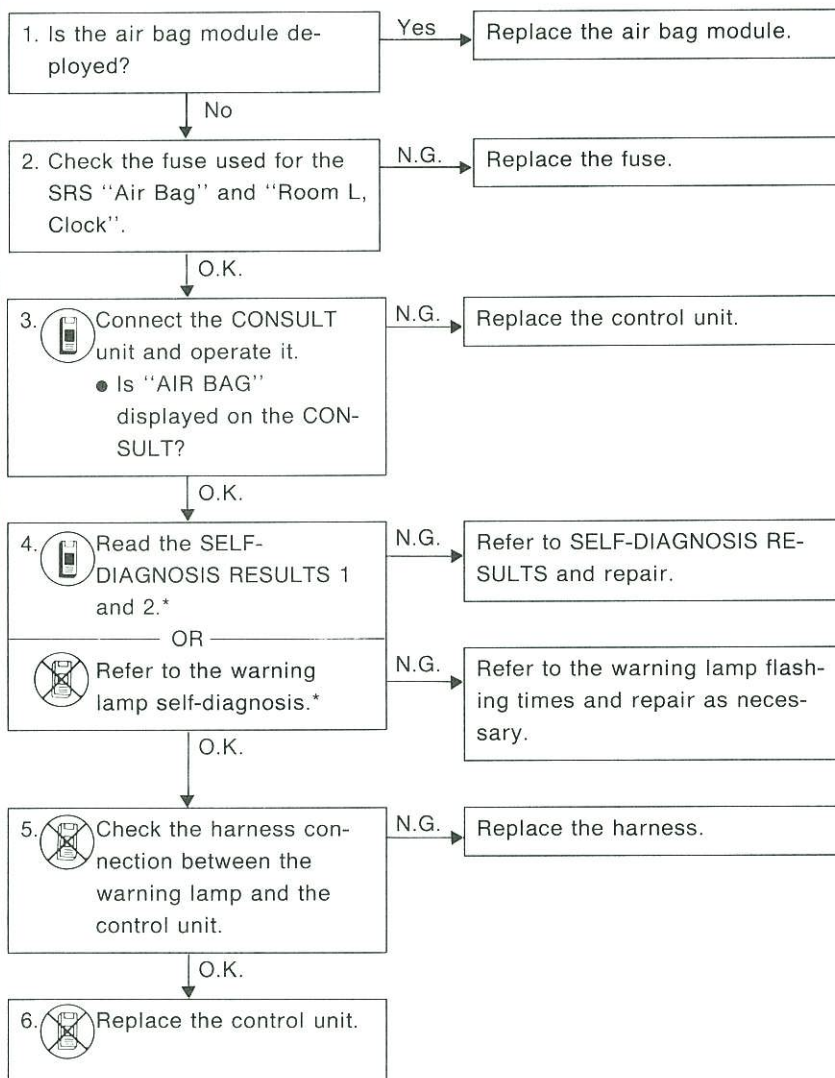 1. Is the air bag module de-
ployed?
Yes
Replace the air bag module.
No
2. Check the fuse used for the
SRS “Air Bag” and “Room L,
Clock”.
N.G.
Replace the fuse.
O.K.
3. Connect the CONSULT
unit and operate it.
● Is “AIR BAG”
displayed on the CON-
SULT?
N.G.
Replace the control unit.
O.K.
4. Read the SELF-
DIAGNOSIS RESULTS 1
and 2.*
N.G.
Refer to SELF-DIAGNOSIS RE-
SULTS and repair.
OR
Refer to the warning
lamp self-diagnosis.*
N.G.
Refer to the warning lamp flash-
ing times and repair as neces-
sary.
O.K.
5. Check the harness con-
nection between the
warning lamp and the
control unit.
N.G.
Replace the harness.
O.K.
6. Replace the control unit.